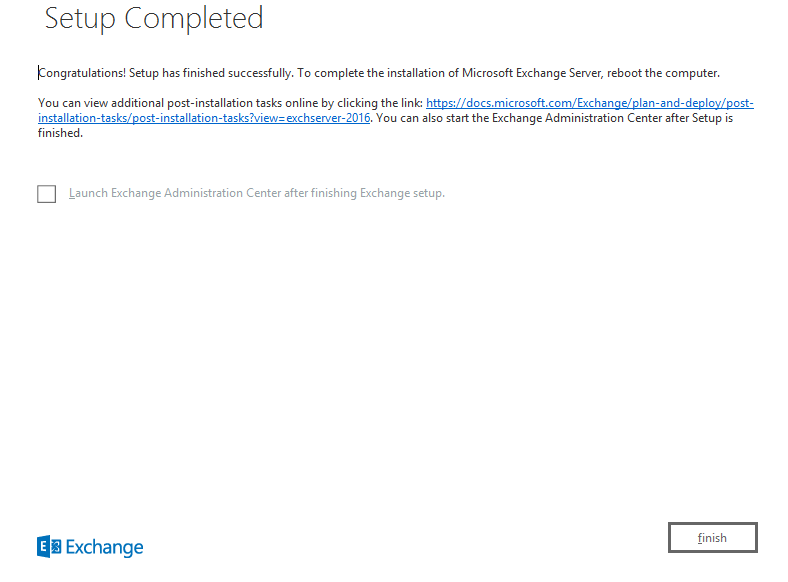 Setup Completed
Congratulations! Setup has finished successfully. To complete the installation of Microsoft Exchange Server, reboot the computer.
You can view additional post-installation tasks online by clicking the link: https://docs.microsoft.com/Exchange/plan-and-deploy/post-
installation-tasks/post-installation-tasks?view=exchserver-2016. You can also start the Exchange Administration Center after Setup is
finished.
Launch Exchange Administration Center after finishing Exchange setup.
E Exchange
finish